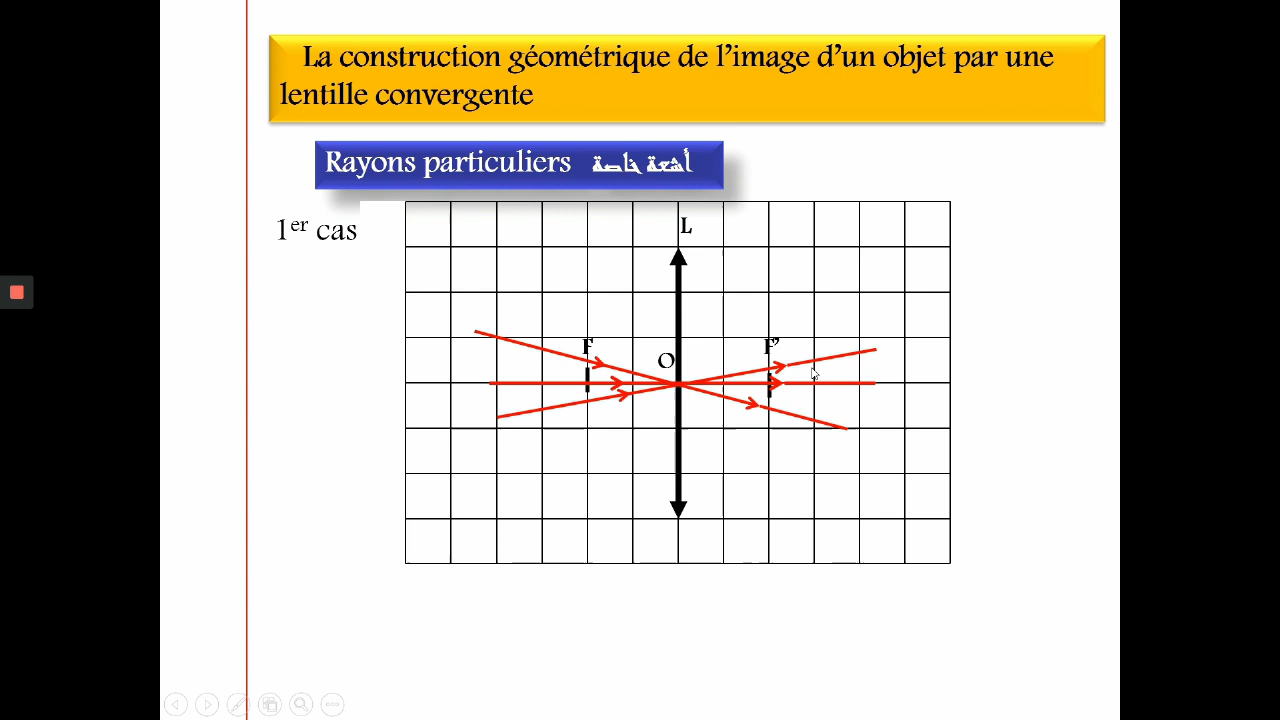 La construction géométrique de l’image d’un objet par une
lentille convergente
Rayons particuliers أشعة خاصة
1er cas
L
F
O
F’